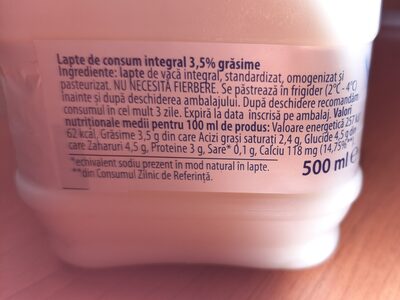 Lapte de consum integral 3,5% grăsime
Ingrediente: lapte de vacă integral, standardizat, omogenizat și
pasteurizat. NU NECESITĂ FIERBERE. Se păstrează în frigider (2°C - 4°C)
înainte și după deschiderea ambalajului. După deschidere recomandăm
consumul în cel mult 3 zile. Expiră la data înscrisă pe ambalaj. Valori
nutriționale medii pentru 100 ml de produs: Valoare energetică 257 kJ
62 kcal, Grăsime 3,5 g din care Acizi grași saturați 2,4 g, Glucide 4,5 g din
care Zaharuri 4,5 g, Proteine 3 g, Sare* 0,1 g, Calciu 118 mg (14,75%**)
*echivalent sodiu prezent în mod natural în lapte.
**din Consumul Zilnic de Referință.
500 ml e